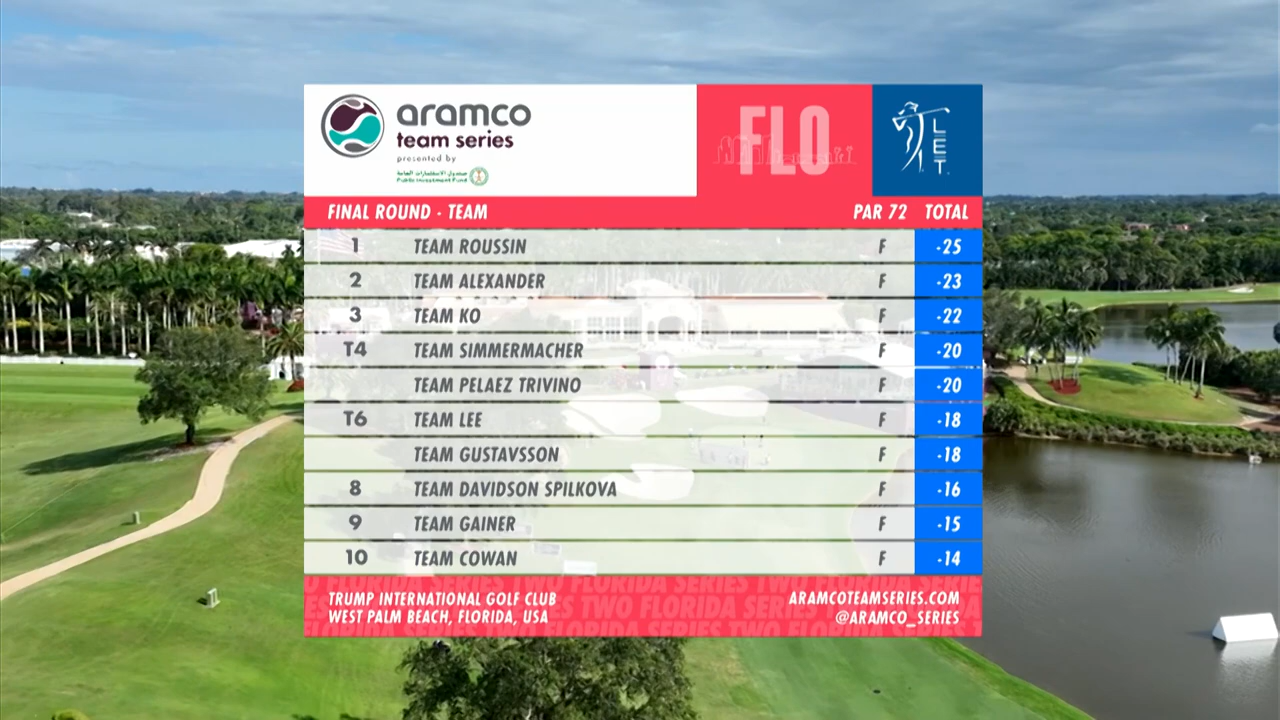 aramco
team series
presented by
صندوق الاستثمارات العامة
Public Investment Fund
FLO
LET
FINAL ROUND - TEAM PAR 72 TOTAL
1 TEAM ROUSSIN F -25
2 TEAM ALEXANDER F -23
3 TEAM KO F -22
T4 TEAM SIMMERMACHER F -20
TEAM PELAEZ TRIVINO F -20
T6 TEAM LEE F -18
TEAM GUSTAVSSON F -18
8 TEAM DAVIDSON SPILKOVA F -16
9 TEAM GAINER F -15
10 TEAM COWAN F -14
TRUMP INTERNATIONAL GOLF CLUB ARAMCOTEAMSERIES.COM
WEST PALM BEACH, FLORIDA, USA @ARAMCO_SERIES